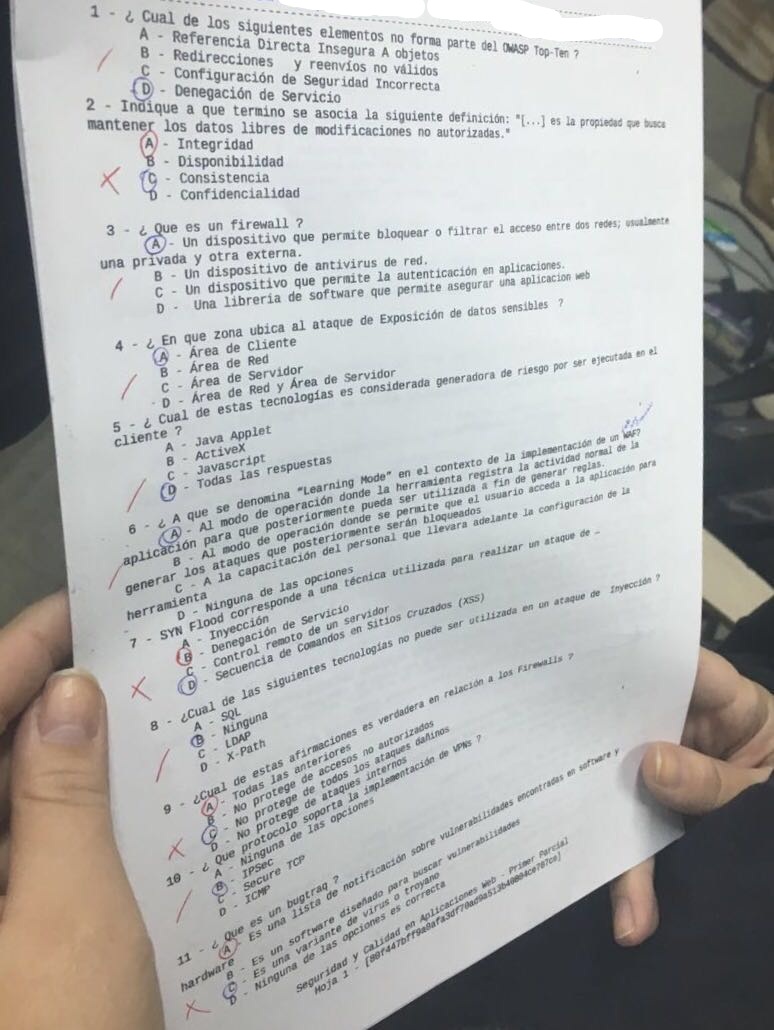 1 - ¿ Cual de los siguientes elementos no forma parte del OWASP Top-Ten ?
A - Referencia Directa Insegura A objetos
B - Redirecciones y reenvíos no válidos
C - Configuración de Seguridad Incorrecta
D - Denegación de Servicio
2 - Indique a que termino se asocia la siguiente definición: "[...] es la propiedad que busca
mantener los datos libres de modificaciones no autorizadas."
A - Integridad
B - Disponibilidad
C - Consistencia
D - Confidencialidad
3 - ¿ Que es un firewall ?
A - Un dispositivo que permite bloquear o filtrar el acceso entre dos redes; usualmente
una privada y otra externa.
B - Un dispositivo de antivirus de red.
C - Un dispositivo que permite la autenticación en aplicaciones.
D - Una libreria de software que permite asegurar una aplicacion web
4 - ¿ En que zona ubica al ataque de Exposición de datos sensibles ?
A - Área de Cliente
B - Área de Red
C - Área de Servidor
D - Área de Red y Área de Servidor
5 - ¿ Cual de estas tecnologías es considerada generadora de riesgo por ser ejecutada en el
cliente ?
A - Java Applet
B - ActiveX
C - Javascript
D - Todas las respuestas
6 - ¿ A que se denomina "Learning Mode" en el contexto de la implementación de un WAF?
A - Al modo de operación donde la herramienta registra la actividad normal de la
aplicación para que posteriormente pueda ser utilizada a fin de generar reglas.
B - Al modo de operación donde se permite que el usuario acceda a la aplicación para
generar los ataques que posteriormente serán bloqueados
C - A la capacitación del personal que llevara adelante la configuración de la
herramienta
D - Ninguna de las opciones
7 - SYN Flood corresponde a una técnica utilizada para realizar un ataque de …
A - Inyección
B - Denegación de Servicio
C - Control remoto de un servidor
D - Secuencia de Comandos en Sitios Cruzados (XSS)
8 - ¿Cual de las siguientes tecnologías no puede ser utilizada en un ataque de Inyección ?
A - SQL
B - Ninguna
C - LDAP
D - X-Path
9 - ¿Cual de estas afirmaciones es verdadera en relación a los Firewalls ?
A - Todas las anteriores
B - No protege de accesos no autorizados
C - No protege de todos los ataques dañinos
D - No protege de ataques internos
10 - ¿ Que protocolo soporta la implementación de VPNs ?
A - Ninguna de las opciones
B - IPSec
C - Secure TCP
D - ICMP
11 - ¿ Que es un bugtraq ?
A - Es una lista de notificación sobre vulnerabilidades encontradas en software y
hardware
B - Es un software diseñado para buscar vulnerabilidades
C - Es una variante de virus o troyano
D - Ninguna de las opciones es correcta
Seguridad y Calidad en Aplicaciones Web - Primer Parcial
Hoja 1 -